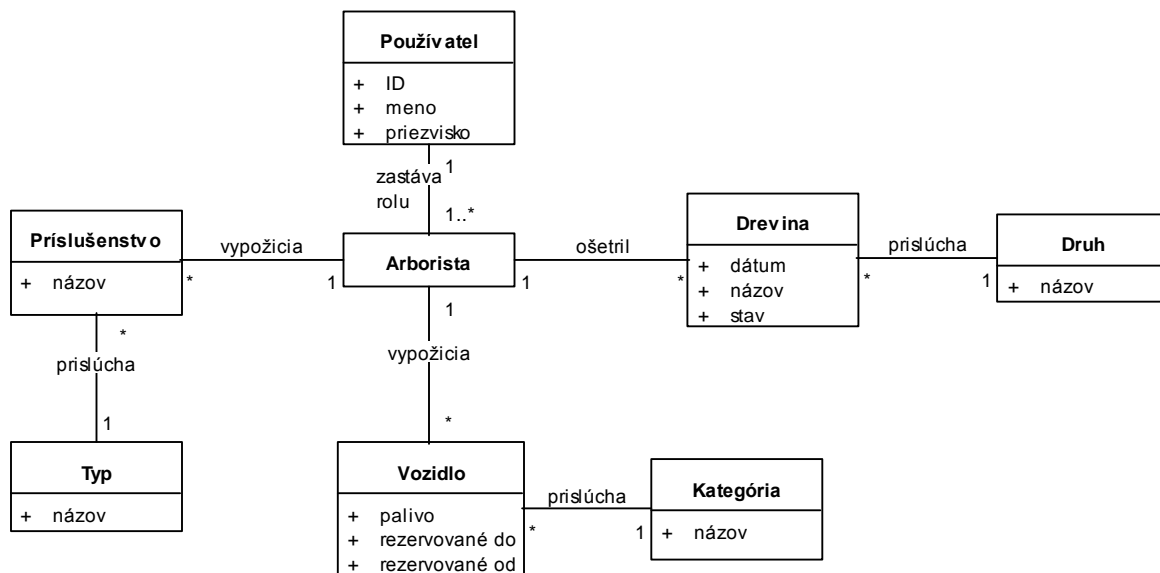 Používateľ
+ ID
+ meno
+ priezvisko
1
zastáva
rolu
1..*
Príslušenstvo
+ názov
vypožicia
*
1
Arborista
ošetril
1
*
Drevina
+ dátum
+ názov
+ stav
prislúcha
*
1
Druh
+ názov
*
prislúcha
1
Typ
+ názov
1
vypožicia
*
Vozidlo
+ palivo
+ rezervované do
+ rezervované od
prislúcha
*
1
Kategória
+ názov